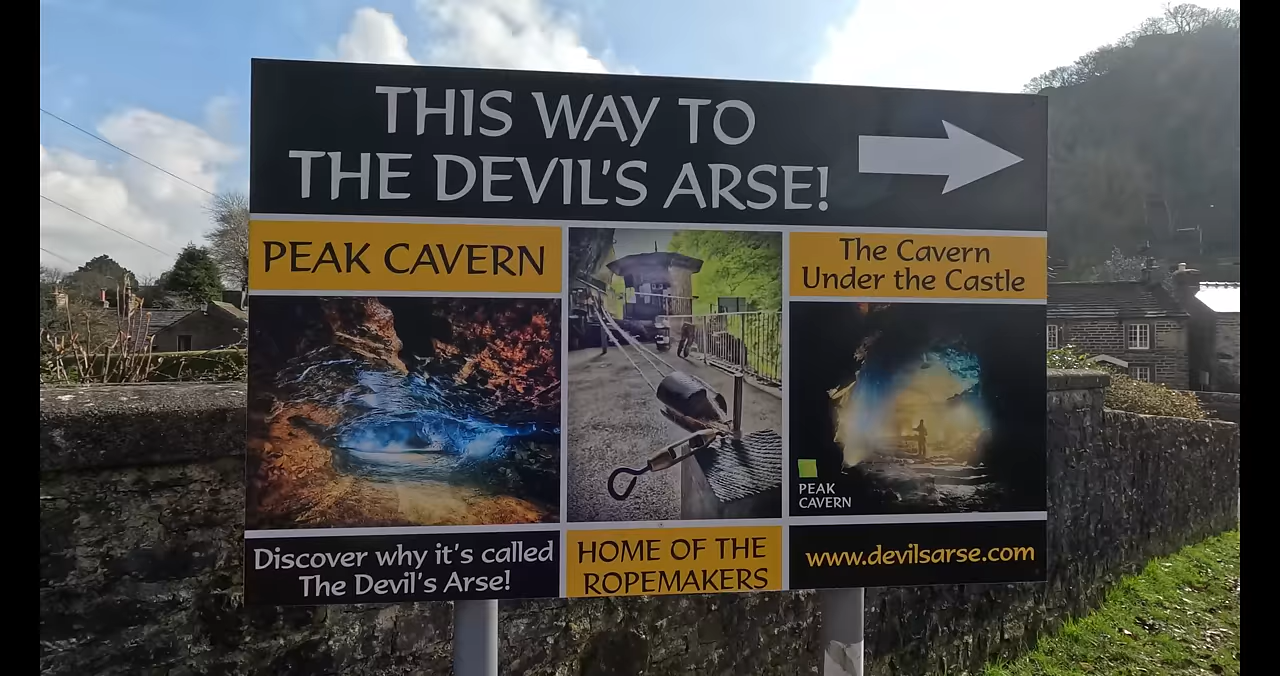 THIS WAY TO
THE DEVIL'S ARSE!
PEAK CAVERN
The Cavern
Under the Castle
PEAK
CAVERN
Discover why it's called
The Devil's Arse!
HOME OF THE
ROPEMAKERS
www.devilsarse.com